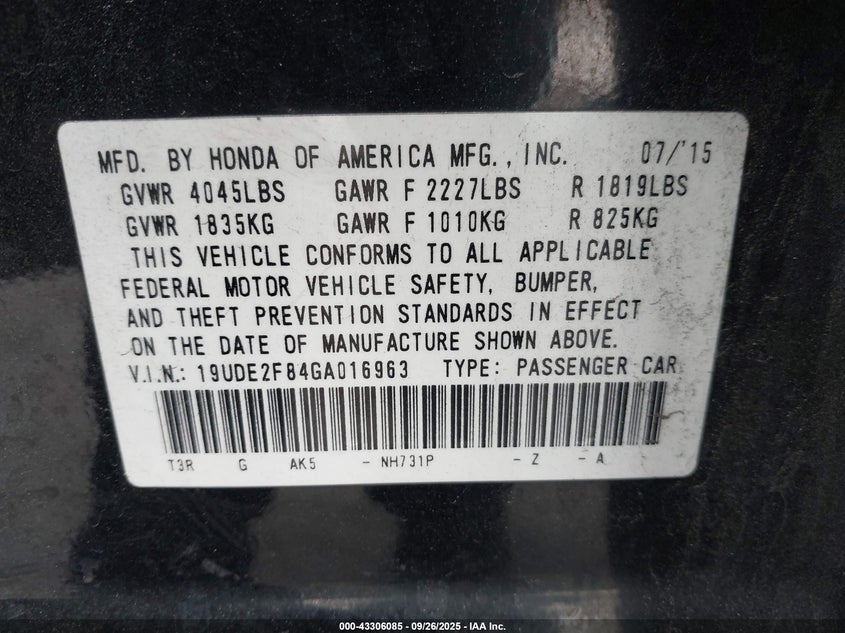 MFD. BY HONDA OF AMERICA MFG., INC. 07/'15
GVWR 4045LBS GAWR F 2227LBS R 1819LBS
GVWR 1835KG GAWR F 1010KG R 825KG
THIS VEHICLE CONFORMS TO ALL APPLICABLE
FEDERAL MOTOR VEHICLE SAFETY, BUMPER,
AND THEFT PREVENTION STANDARDS IN EFFECT
ON THE DATE OF MANUFACTURE SHOWN ABOVE.
V.I.N.: 19UDE2F84GA016963 TYPE: PASSENGER CAR
T3R G AK5 - NH731P - Z - A
000-43306085 - 09/26/2025 - IAA Inc.